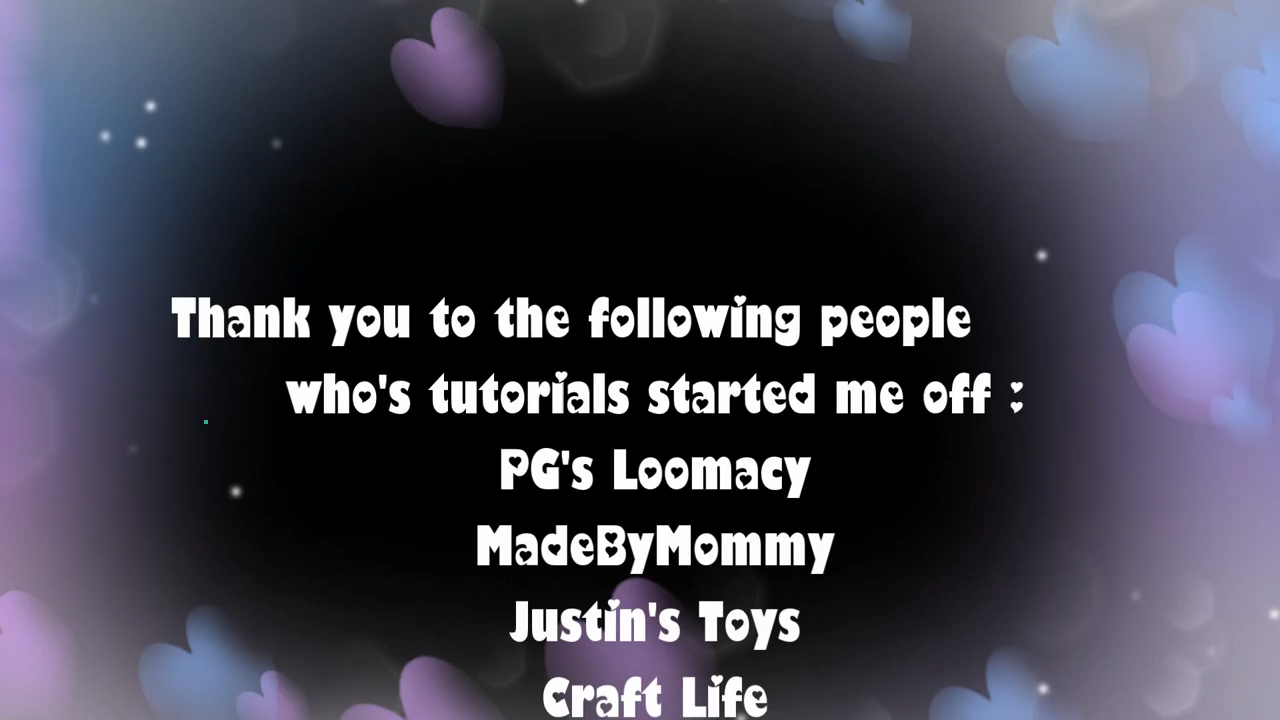 Thank you to the following people
who's tutorials started me off :
PG's Loomacy
MadeByMommy
Justin's Toys
Craft Life